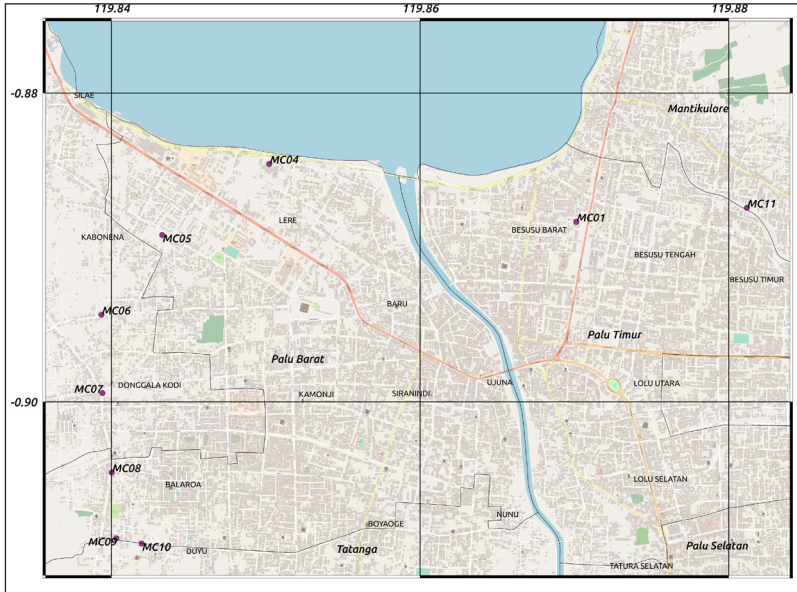 119.84
119.86
119.88
-0.88
SILAE
Mantikulore
MC04
MC11
LERE
MC01
BESUSU BARAT
KABONENA
MC05
BESUSU TENGAH
BESUSU TIMUR
BARU
MC06
Palu Timur
Palu Barat
DONGGALA KODI
UJUNA
LOLU UTARA
MC07
KAMONJI
SIRANINDI
-0.90
MC08
BALAROA
LOLU SELATAN
NUNU
BOYAOGE
MC09
MC10
DUYU
Tatanga
Palu Selatan
TATURA SELATAN